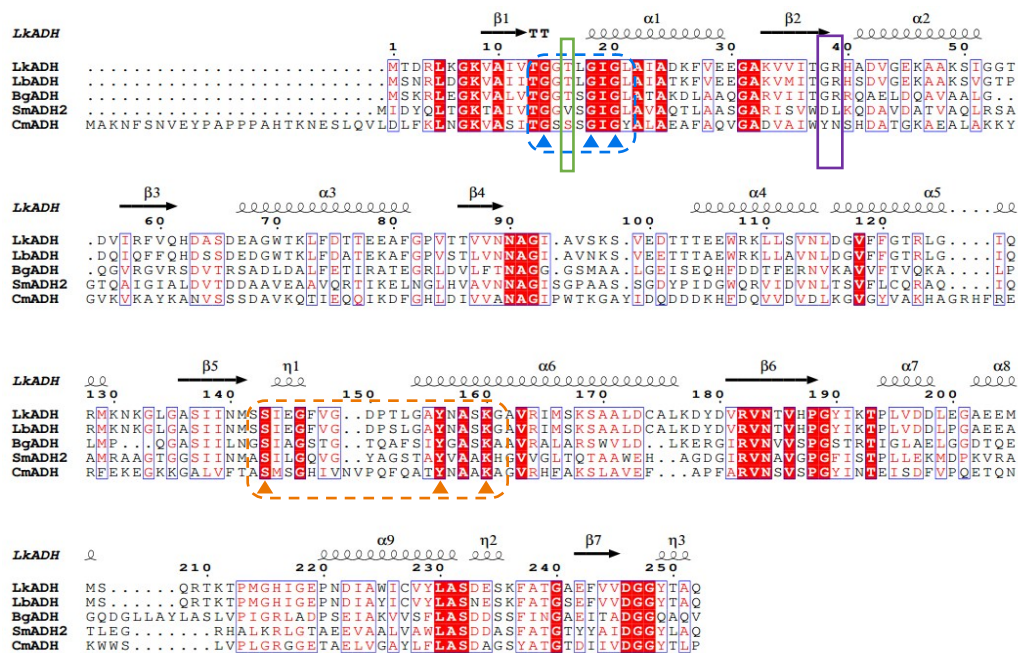 LkADH β1 TT α1 β2 α2
1 10 20 30 40 50
LkADH ..........................MTDRLKGKVAIVTGGTLGIGLAIADKFVEEGAKVVITGRHADVGEKAAKSIGGT
LbADH ..........................MSNRLDGKVAIITGGTLGIGLAIATKFVEEGAKVMITGRHSDVGEKAAKSVGTP
BgADH ..........................MSKRLEGKVALVTGGTSGIGLATAKDLAAQGARVIITGRRQAELDQAVAALG..
SmADH2 .........................MIDYQLTGKTAIVTGGVSGIGLAVAQTLAASGARISVWDLKQDAVDATVAQLRSA
CmADH MAKNFSNVEYPAPPPAHTKNESLQVLDLFKLNGKVASITGSSSGIGYALAEAFAQVGADVAIWYNSHDATGKAEALAKKY
LkADH β3 α3 β4 α4 α5
60 70 80 90 100 110 120
LkADH .DVIRFVQHDASDEAGWTKLFDTTEEAFGPVTTVVNNAGI.AVSKS.VEDTTTEEWRKLLSVNLDGVFFGTRLG....IQ
LbADH .DQIQFFQHDSSDEDGWTKLFDATEKAFGPVSTLVNNAGI.AVNKS.VEETTTAEWRKLLAVNLDGVFFGTRLG....IQ
BgADH .QGVRGVRSDVTRSADLDALFETIRATEGRLDVLFTNAGG.GSMAA.LGEISEQHFDDTFERNVKAVVFTVQKA....LP
SmADH2 GTQAIGIALDVTDDAAVEAAVQRTIKELNGLHVAVNNAGISGPAAS.SGDYPIDGWQRVIDVNLTSVFLCQRAQ....IQ
CmADH GVKVKAYKANVSSSDAVKQTIEQQIKDFGHLDIVVANAGIPWTKGAYIDQDDDKHFDQVVDVDLKGVGYVAKHAGRHFRE
LkADH β5 η1 α6 β6 α7 α8
130 140 150 160 170 180 190 200
LkADH RMKNKGLGASIINMSSIEGFVG..DPTLGAYNASKGAVRIMSKSAALDCALKDYDVRVNTVHPGYIKTPLVDDLEGAEEM
LbADH RMKNKGLGASIINMSSIEGFVG..DPSLGAYNASKGAVRIMSKSAALDCALKDYDVRVNTVHPGYIKTPLVDDLPGAEEA
BgADH LMP..QGASIILNGSIAGSTG..TQAFSIYGASKAAVRALARSWVLD.LKERGIRVNVVSPGSTRTIGLAELGGDTQE
SmADH2 AMRAAGTGGSIINMASILGQVG..YAGSTAYVAAKHGVVGLTQTAAWEH.AGDGIRVNAVGPGFISTPLLEKMDPKVRA
CmADH RFEKEGKKGALVFTASMSGHIVNVPQFQATYNAAKAGVRHFAKSLAVEF..APFARVNSVSPGYINTEISDFVPQETQN
LkADH α9 η2 β7 η3
210 220 230 240 250
LkADH MS......QRTKTPMGHIGEPNDIAWICVYLASDESKFATGAEFVVDGGYTAQ
LbADH MS......QRTKTPMGHIGEPNDIAYICVYLASNESKFATGSEFVVDGGYTAQ
BgADH GQDGLLAYLASLVPIGRLADPSEIAKVVSFLASDDSSFINGAEITADGGQAQV
SmADH2 TLEG.......RHALKRLGTAEEVAALVAWLASDDASFATGTYYAIDGGYLAQ
CmADH KWWS.......LVPLGRGGETAELVGAYLFLASDAGSYATGTDIIVDGGYTLP